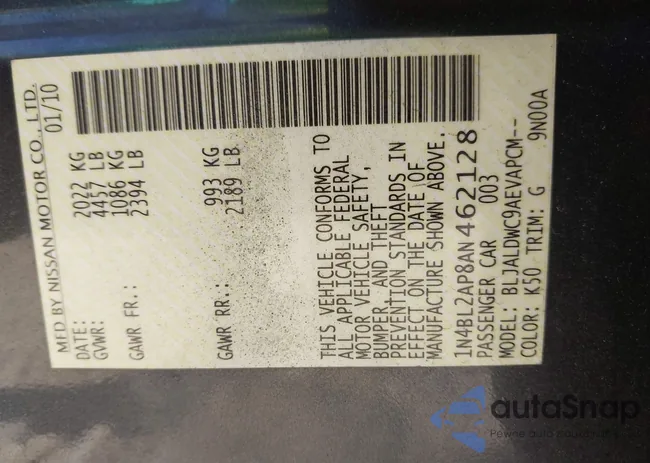 MFD BY NISSAN MOTOR CO., LTD.
DATE: 01/10
GVWR: 2022 KG
4457 LB
GAWR FR.: 1086 KG
2394 LB
GAWR RR.: 993 KG
2189 LB
THIS VEHICLE CONFORMS TO
ALL APPLICABLE FEDERAL
MOTOR VEHICLE SAFETY,
BUMPER, AND THEFT
PREVENTION STANDARDS IN
EFFECT ON THE DATE OF
MANUFACTURE SHOWN ABOVE.
1N4BL2AP8AN462128
PASSENGER CAR 003
MODEL: BLJALDWC9AEVAPCM--
COLOR: K50 TRIM: G 9N00A
autaSnap
Pewne auto